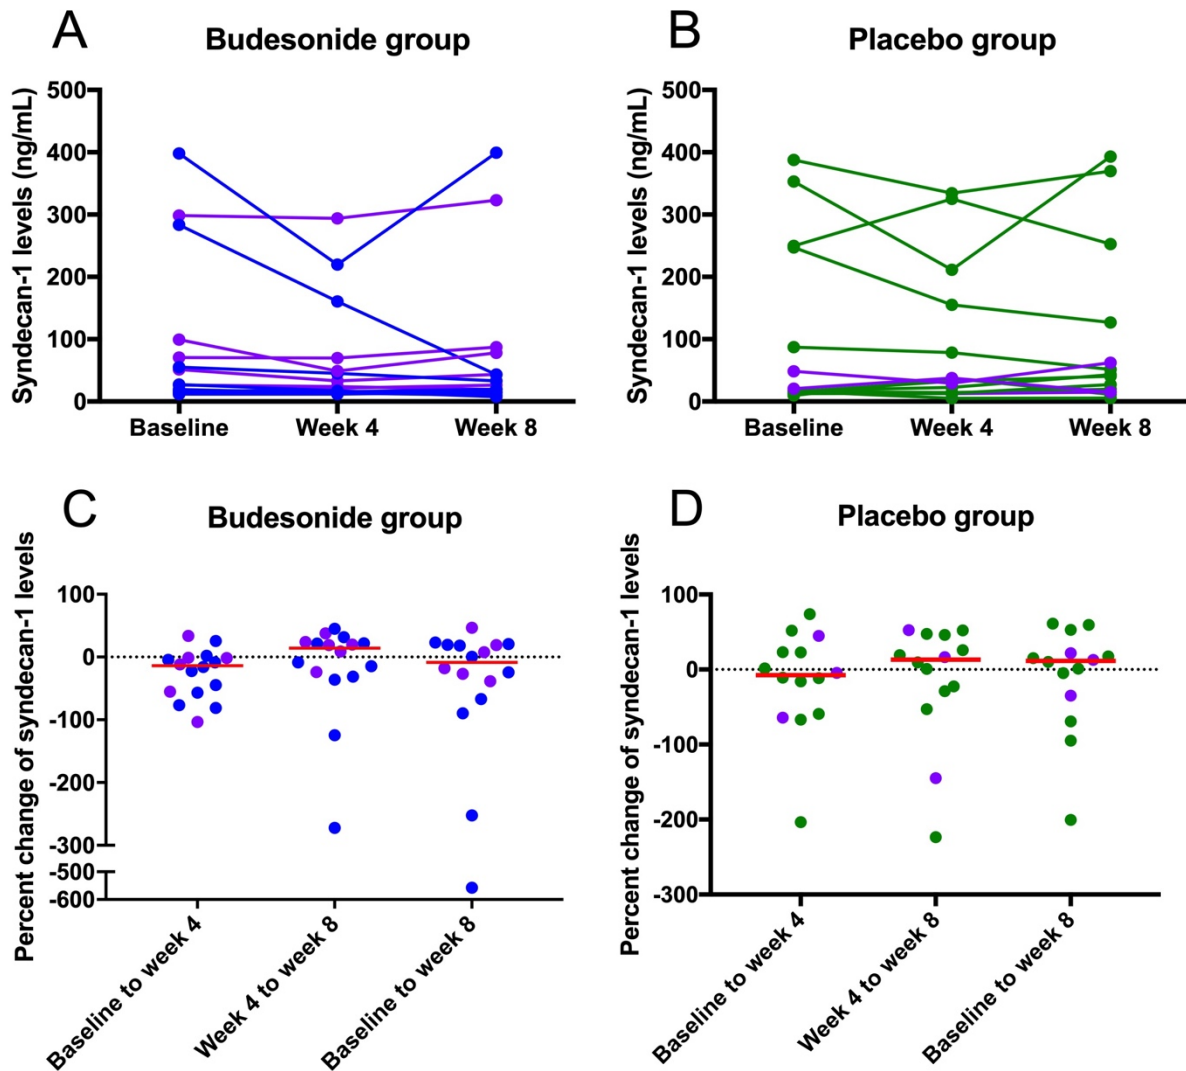 A
Budesonide group
Syndecan-1 levels (ng/mL)
500
400
300
200
100
0
Baseline
Week 4
Week 8
B
Placebo group
Syndecan-1 levels (ng/mL)
500
400
300
200
100
0
Baseline
Week 4
Week 8
C
Budesonide group
Percent change of syndecan-1 levels
100
0
-100
-200
-300
-500
-600
Baseline to week 4
Week 4 to week 8
Baseline to week 8
D
Placebo group
Percent change of syndecan-1 levels
100
0
-100
-200
-300
Baseline to week 4
Week 4 to week 8
Baseline to week 8